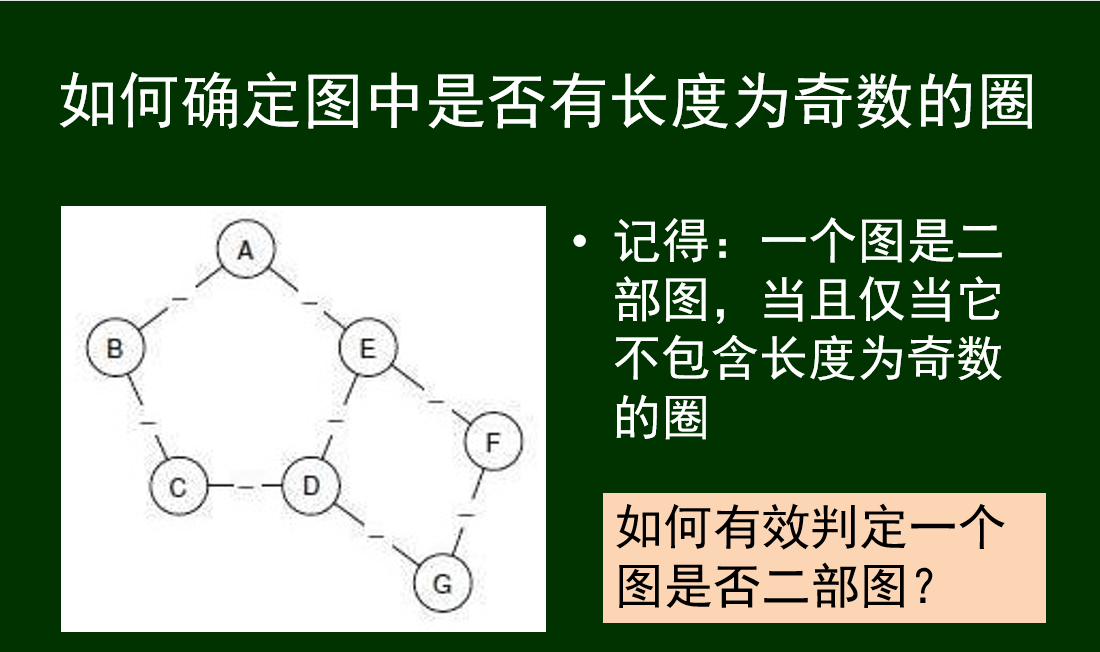 如何确定图中是否有长度为奇数的圈
A
B
E
F
C
D
G
• 记得：一个图是二
部图，当且仅当它
不包含长度为奇数
的圈
如何有效判定一个
图是否二部图？